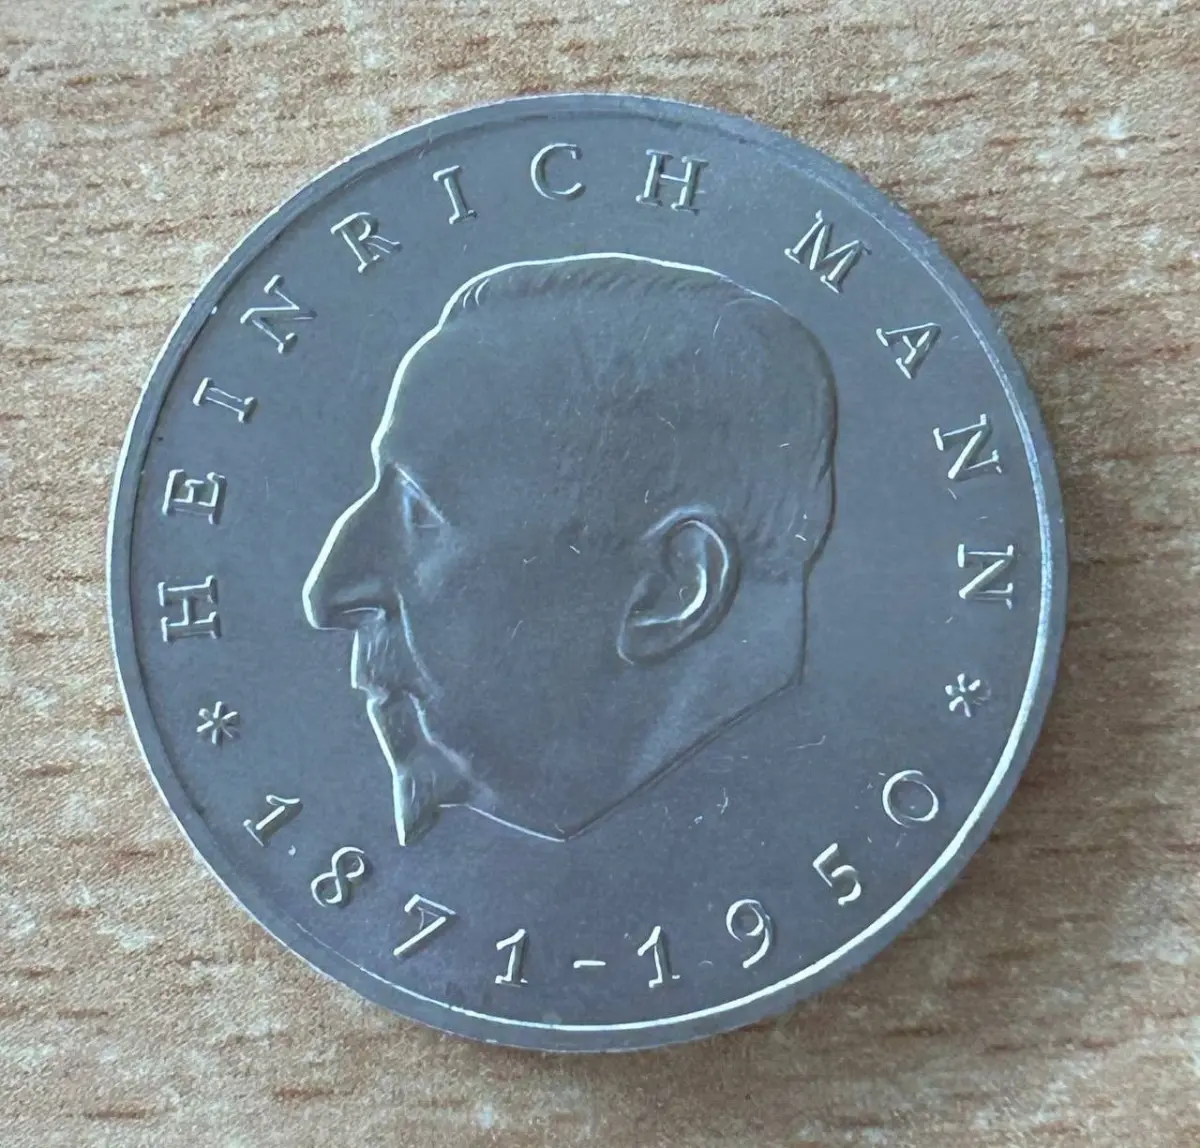 HEINRICH MANN
* 1871-1950 *